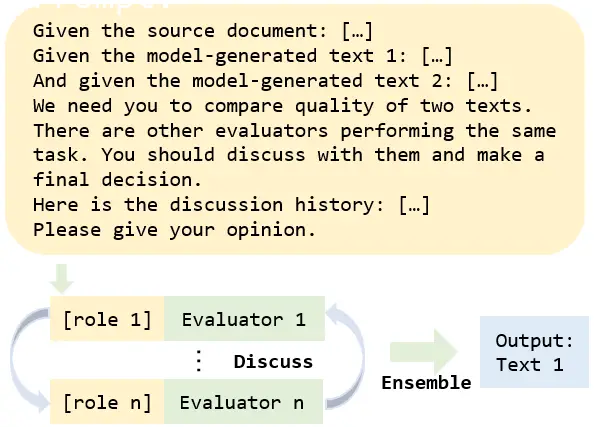 Given the source document: […]
Given the model-generated text 1: […]
And given the model-generated text 2: […]
We need you to compare quality of two texts.
There are other evaluators performing the same
task. You should discuss with them and make a
final decision.
Here is the discussion history: […]
Please give your opinion.
[role 1] Evaluator 1
⋮ Discuss
[role n] Evaluator n
Ensemble
Output:
Text 1